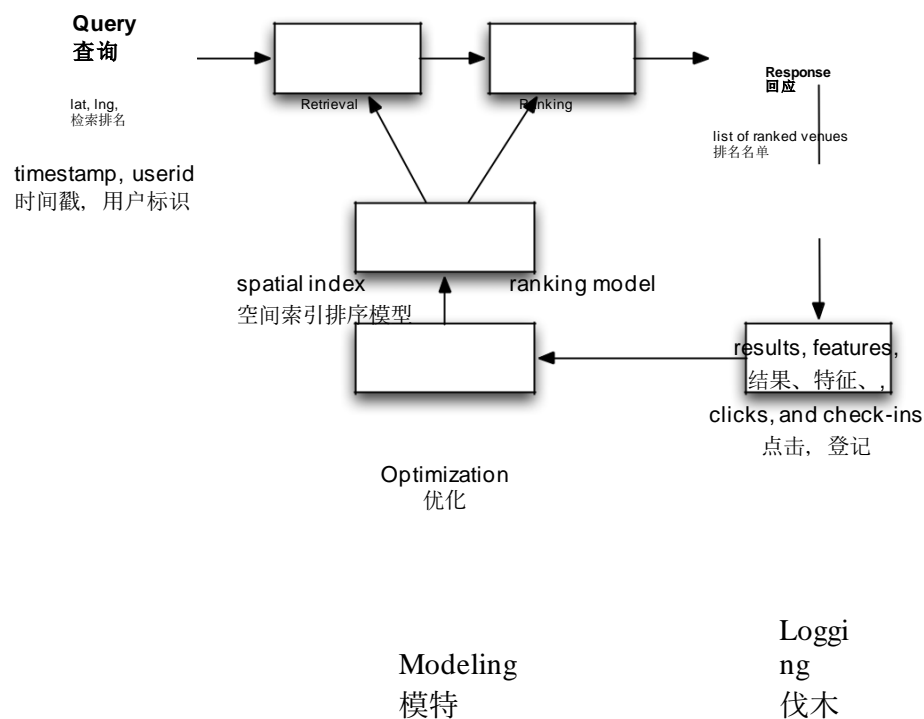 Query
查询
lat, lng,
检索排名
timestamp, userid
时间戳，用户标识
Retrieval
Ranking
Response
回应
list of ranked venues
排名名单
spatial index
ranking model
空间索引排序模型
results, features,
结果、特征、,
clicks, and check-ins
点击，登记
Optimization
优化
Modeling
模特
Loggi
ng
伐木